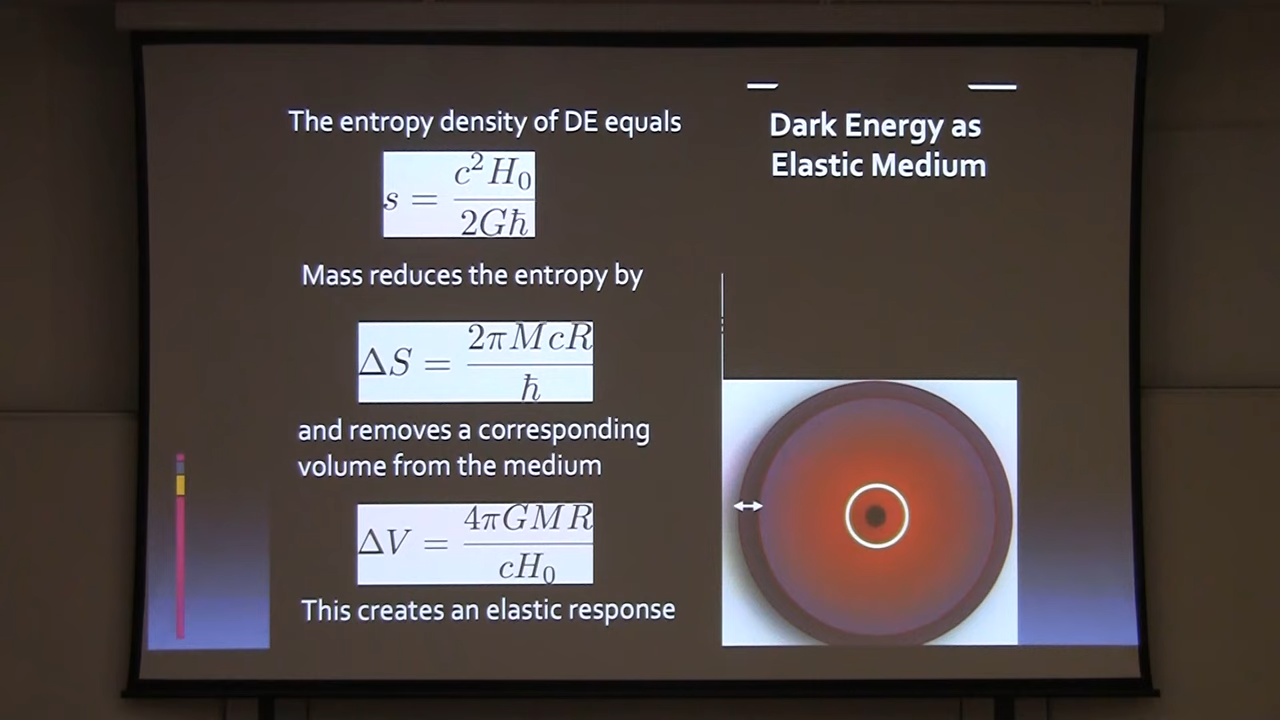 The entropy density of DE equals
s = c²H₀ / 2Għ
Mass reduces the entropy by
ΔS = 2πMcR / ħ
and removes a corresponding
volume from the medium
ΔV = 4πGMR / cH₀
This creates an elastic response
Dark Energy as
Elastic Medium